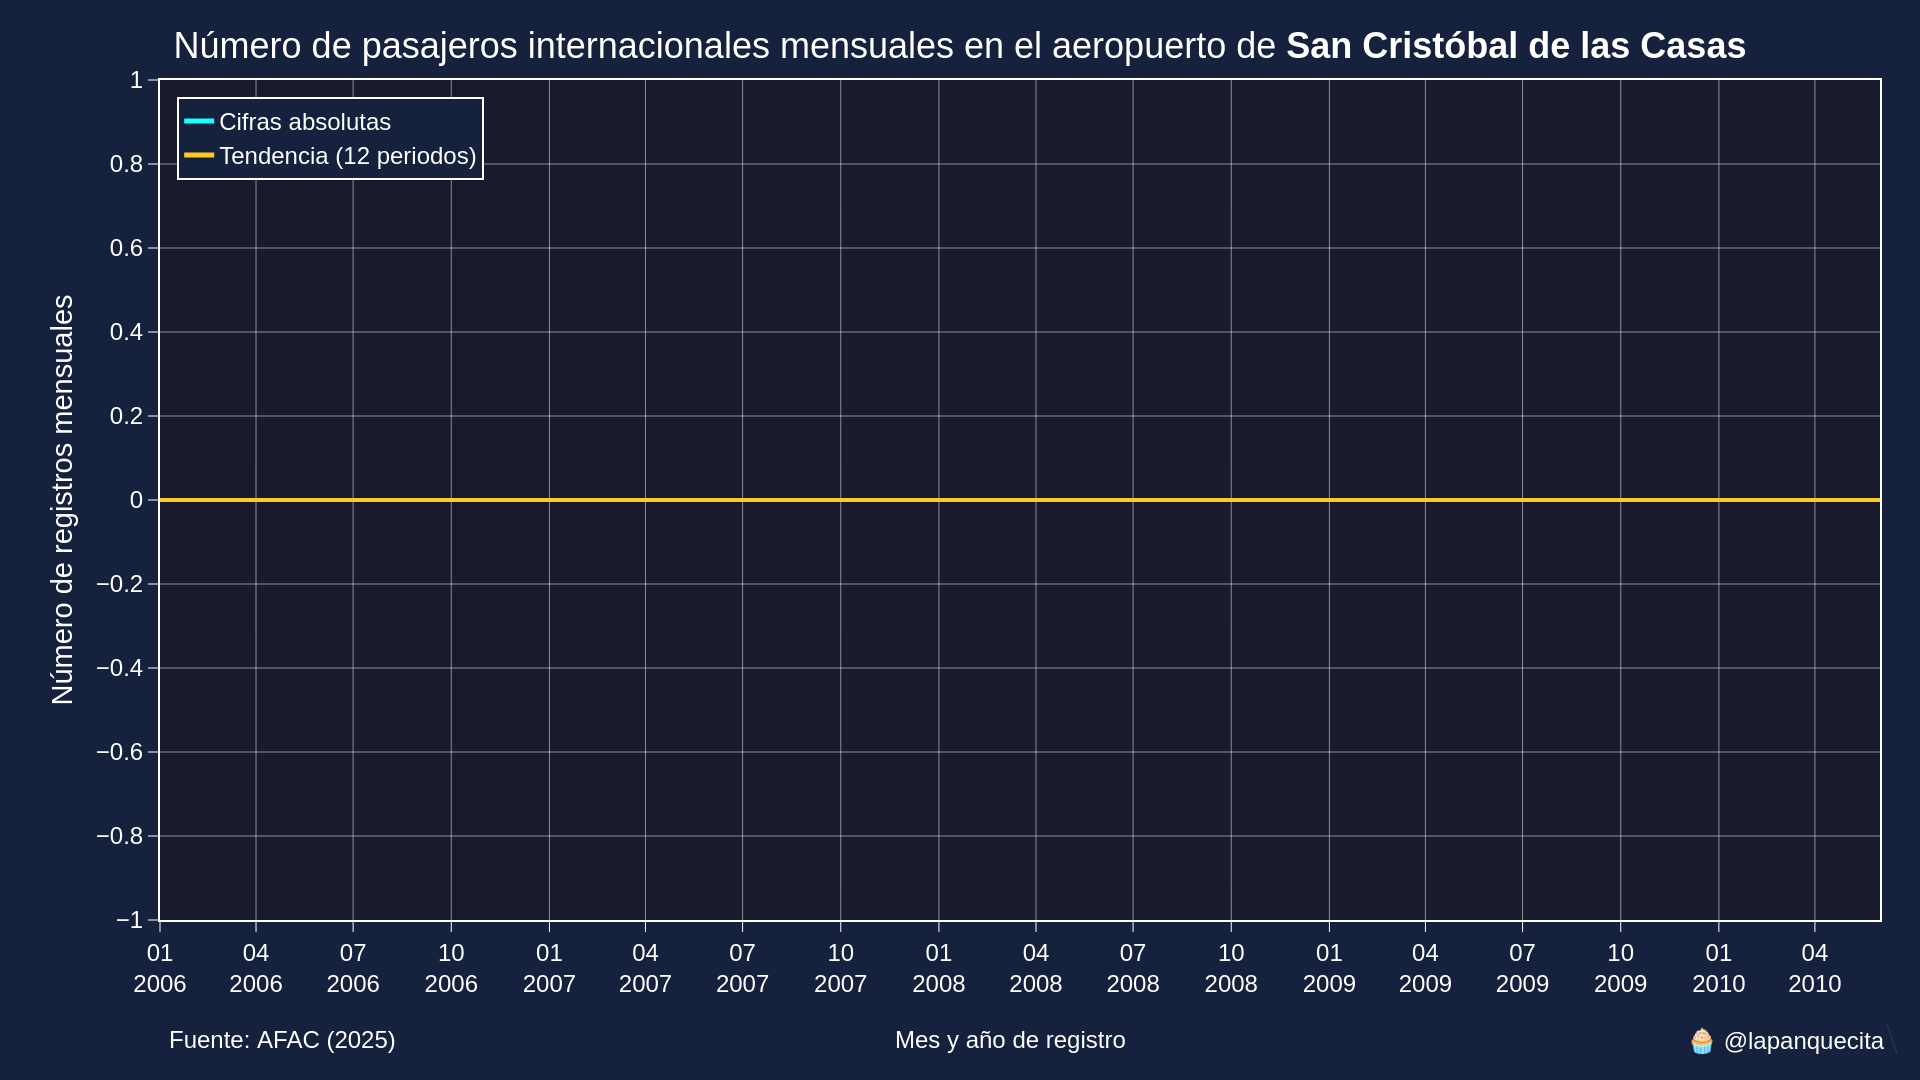 Número de pasajeros internacionales mensuales en el aeropuerto de San Cristóbal de las Casas
Cifras absolutas
Tendencia (12 periodos)
Número de registros mensuales
1
0.8
0.6
0.4
0.2
0
−0.2
−0.4
−0.6
−0.8
−1
01 04 07 10 01 04 07 10 01 04 07 10 01 04 07 10 01 04
2006 2006 2006 2006 2007 2007 2007 2007 2008 2008 2008 2008 2009 2009 2009 2009 2010 2010
Fuente: AFAC (2025)
Mes y año de registro
🧁 @lapanquecita